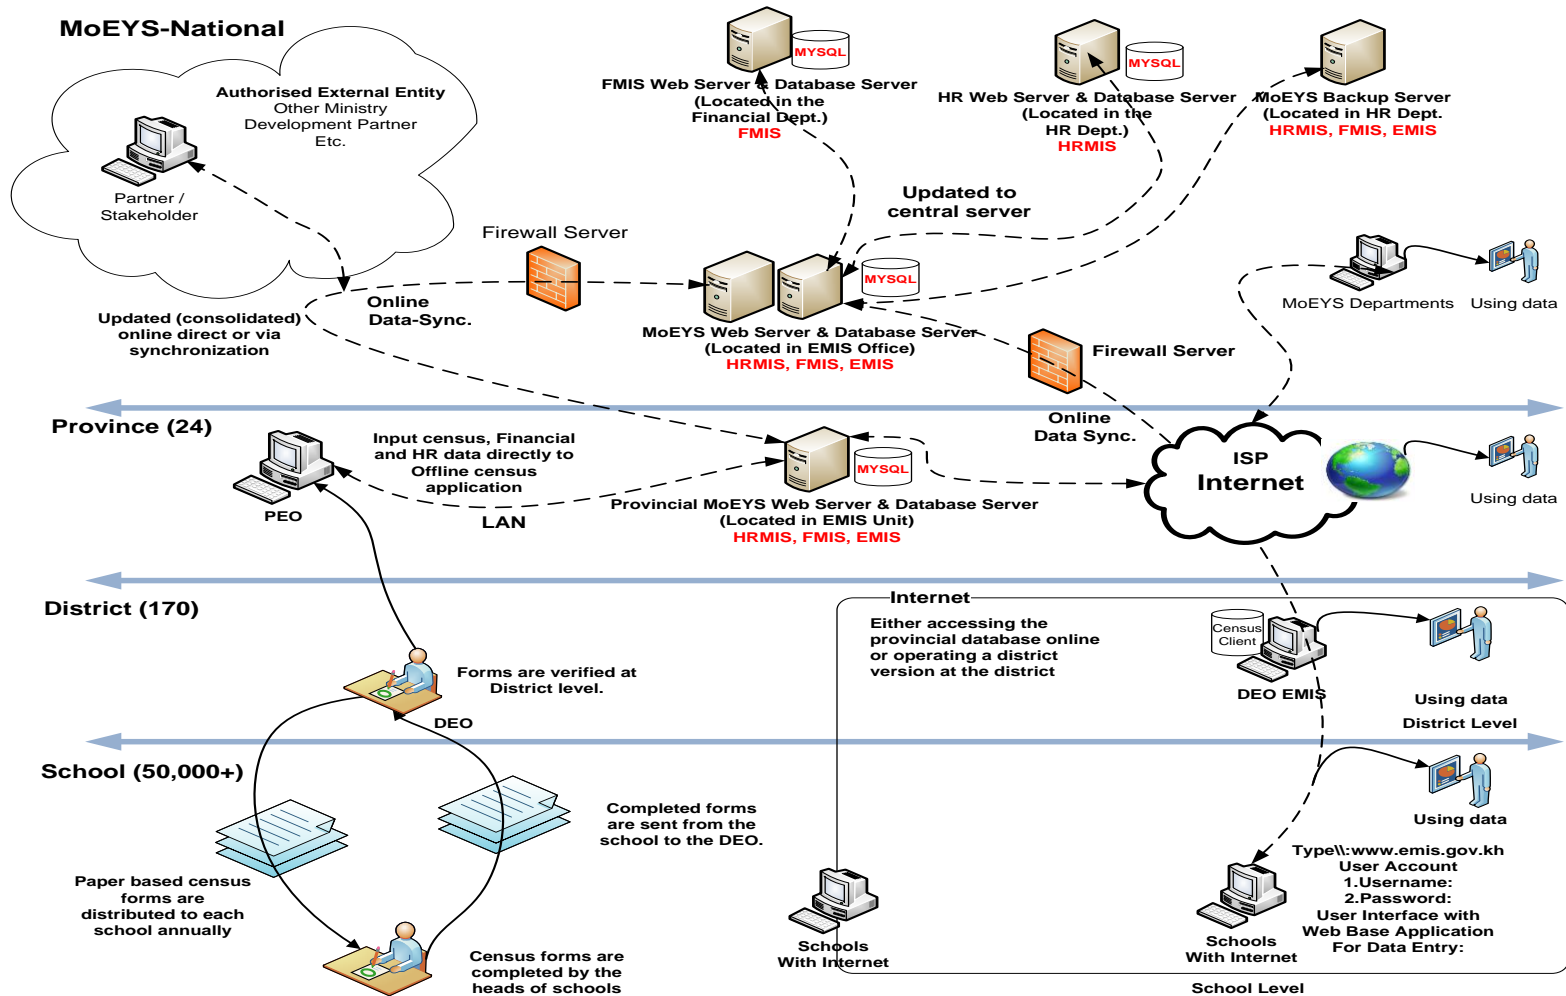 MoEYS-National
Authorised External Entity
Other Ministry
Development Partner
Etc.
Partner /
Stakeholder
MYSQL
FMIS Web Server & Database Server
(Located in the
Financial Dept.)
FMIS
MYSQL
HR Web Server & Database Server
(Located in the
HR Dept.)
HRMIS
MoEYS Backup Server
(Located in HR Dept.
HRMIS, FMIS, EMIS
Updated to
central server
Firewall Server
Online
Data-Sync.
Updated (consolidated)
online direct or via
synchronization
MYSQL
MoEYS Web Server & Database Server
(Located in EMIS Office)
HRMIS, FMIS, EMIS
Firewall Server
MoEYS Departments
Using data
Online
Data Sync.
Province (24)
Input census, Financial
and HR data directly to
Offline census
application
PEO
LAN
MYSQL
Provincial MoEYS Web Server & Database Server
(Located in EMIS Unit)
HRMIS, FMIS, EMIS
ISP
Internet
Using data
District (170)
Internet
Either accessing the
provincial database online
or operating a district
version at the district
Census
Client
DEO EMIS
Using data
District Level
Forms are verified at
District level.
DEO
School (50,000+)
Completed forms
are sent from the
school to the DEO.
Paper based census
forms are
distributed to each
school annually
Census forms are
completed by the
heads of schools
Schools
With Internet
Schools
With Internet
Using data
Type\\:www.emis.gov.kh
User Account
1.Username:
2.Password:
User Interface with
Web Base Application
For Data Entry:
School Level